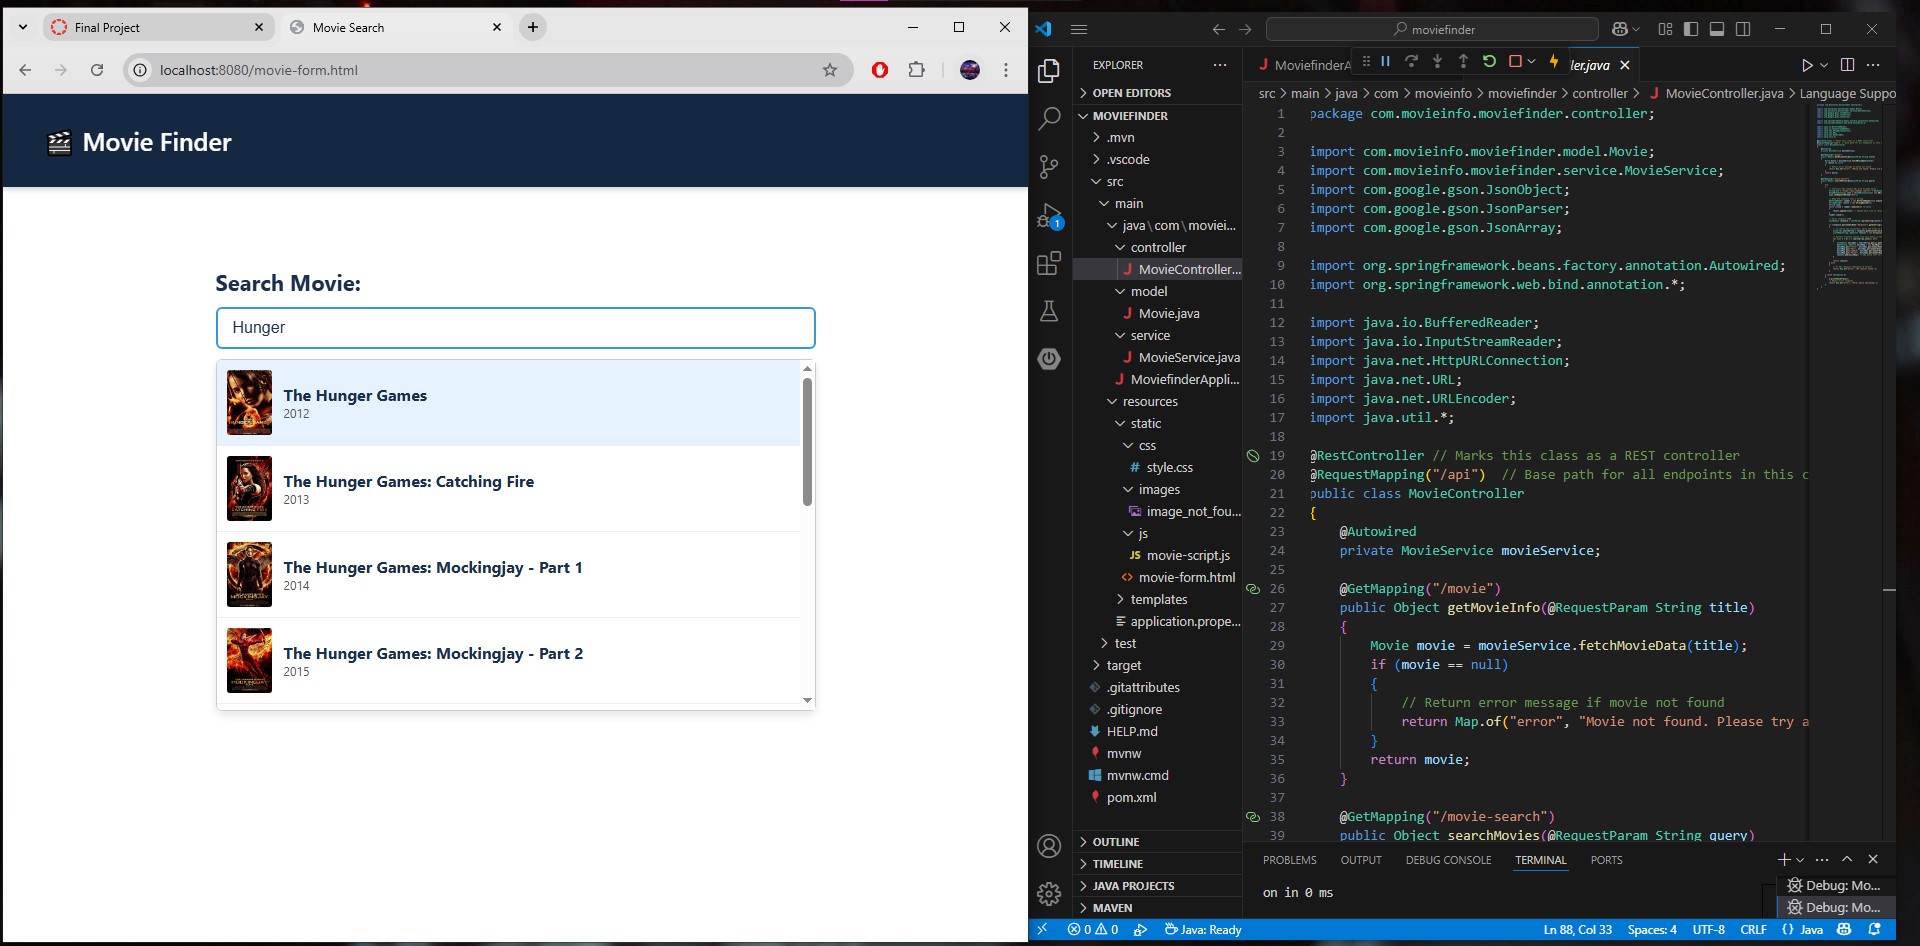 Final Project
Movie Search
localhost:8080/movie-form.html
Movie Finder
Search Movie:
Hunger
The Hunger Games
2012
The Hunger Games: Catching Fire
2013
The Hunger Games: Mockingjay - Part 1
2014
The Hunger Games: Mockingjay - Part 2
2015
moviefinder
1
EXPLORER
OPEN EDITORS
MOVIEFINDER
.mvn
.vscode
src
main
java\com\moviei...
controller
MovieController...
model
Movie.java
service
MovieService.java
MoviefinderAppli...
resources
static
css
# style.css
images
image_not_fou...
js
JS movie-script.js
<> movie-form.html
templates
application.prope...
test
target
.gitattributes
.gitignore
HELP.md
mvnw
mvnw.cmd
pom.xml
OUTLINE
TIMELINE
JAVA PROJECTS
MAVEN
J MoviefinderA
ler.java
src > main > java > com > movieinfo > moviefinder > controller > J MovieController.java > Language Suppo
1 package com.movieinfo.moviefinder.controller;
2
3 import com.movieinfo.moviefinder.model.Movie;
4 import com.movieinfo.moviefinder.service.MovieService;
5 import com.google.gson.JsonObject;
6 import com.google.gson.JsonParser;
7 import com.google.gson.JsonArray;
8
9 import org.springframework.beans.factory.annotation.Autowired;
10 import org.springframework.web.bind.annotation.*;
11
12 import java.io.BufferedReader;
13 import java.io.InputStreamReader;
14 import java.net.HttpURLConnection;
15 import java.net.URL;
16 import java.net.URLEncoder;
17 import java.util.*;
18
19 @RestController // Marks this class as a REST controller
20 @RequestMapping("/api")  // Base path for all endpoints in this c
21 public class MovieController
22 {
23 @Autowired
24 private MovieService movieService;
25
26 @GetMapping("/movie")
27 public Object getMovieInfo(@RequestParam String title)
28 {
29 Movie movie = movieService.fetchMovieData(title);
30 if (movie == null)
31 {
32 // Return error message if movie not found
33 return Map.of("error", "Movie not found. Please try a
34 }
35 return movie;
36 }
37
38 @GetMapping("/movie-search")
39 public Object searchMovies(@RequestParam String query)
PROBLEMS OUTPUT DEBUG CONSOLE TERMINAL PORTS
on in 0 ms
Debug: Mo...
Debug: Mo...
0 0 Java: Ready
Ln 88, Col 33 Spaces: 4 UTF-8 CRLF {} Java